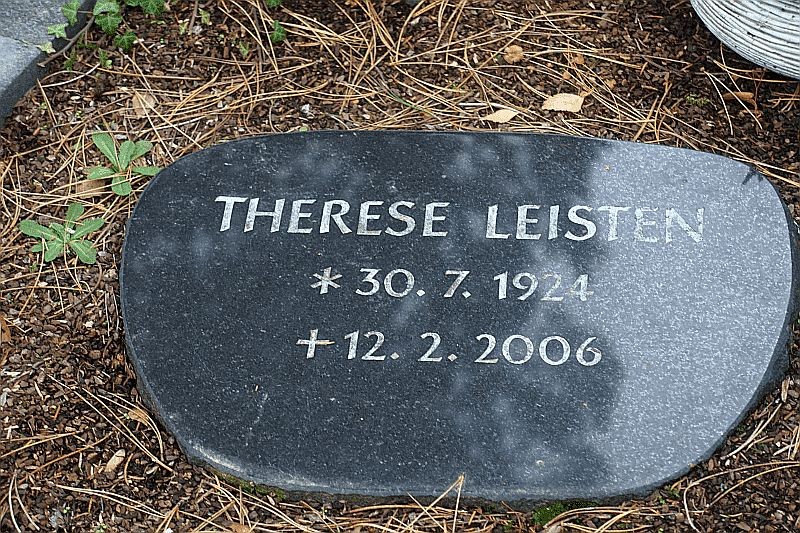 THERESE LEISTEN
* 30. 7. 1924
+ 12. 2. 2006